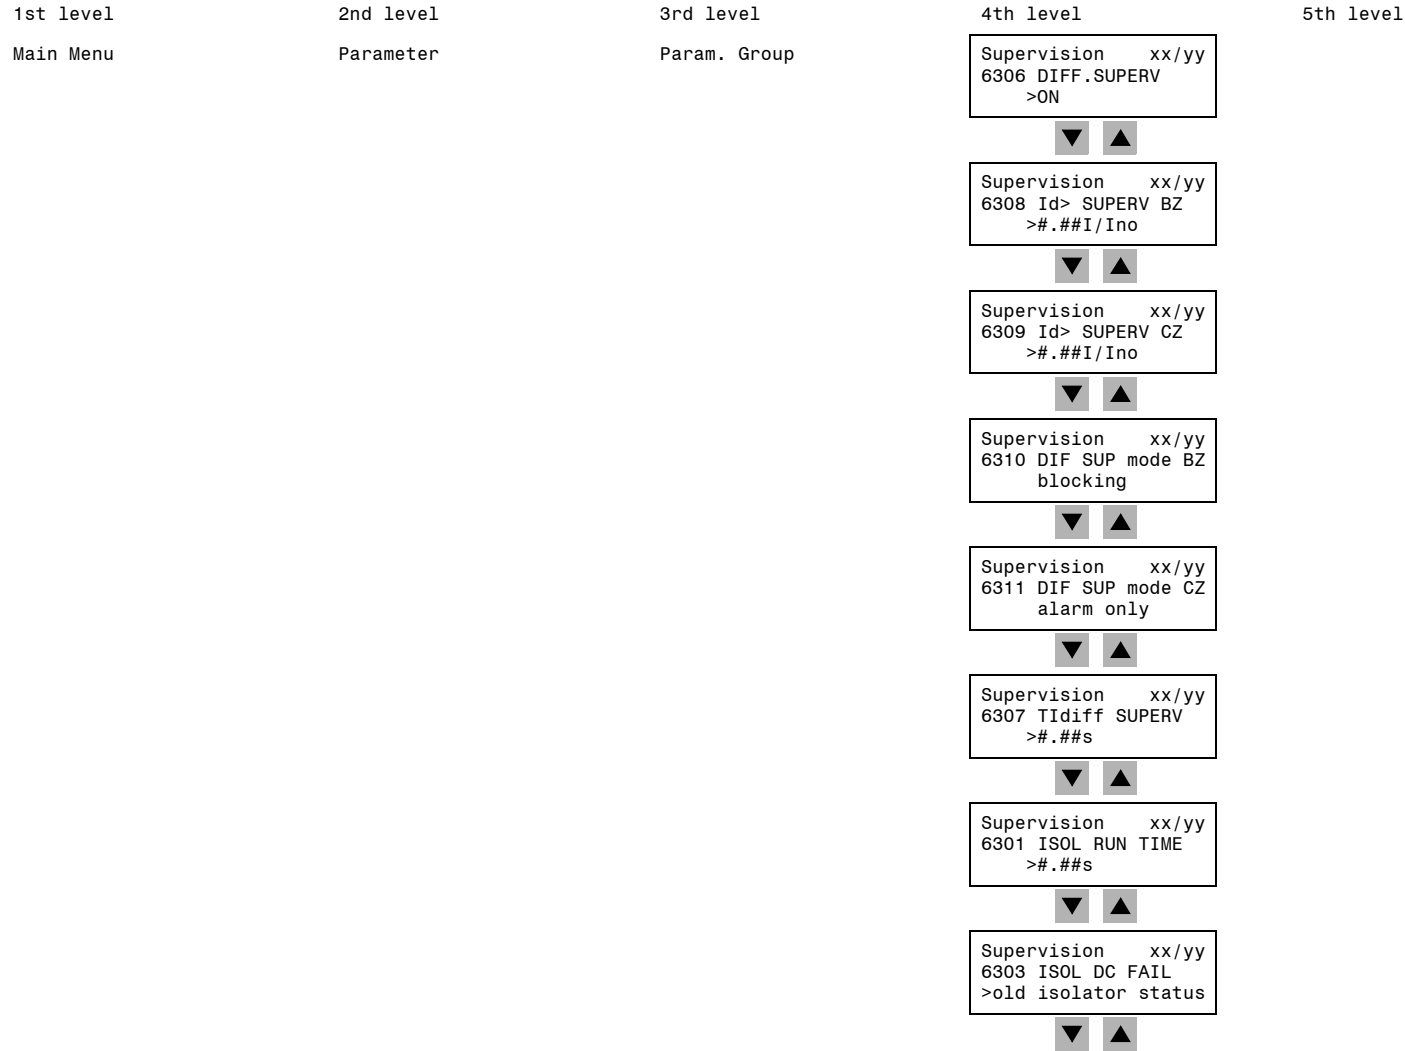 1st level 2nd level 3rd level 4th level 5th level
Main Menu Parameter Param. Group
Supervision xx/yy
6306 DIFF.SUPERV
>ON
Supervision xx/yy
6308 Id> SUPERV BZ
>#.##I/Ino
Supervision xx/yy
6309 Id> SUPERV CZ
>#.##I/Ino
Supervision xx/yy
6310 DIF SUP mode BZ
blocking
Supervision xx/yy
6311 DIF SUP mode CZ
alarm only
Supervision xx/yy
6307 TIdiff SUPERV
>#.##s
Supervision xx/yy
6301 ISOL RUN TIME
>#.##s
Supervision xx/yy
6303 ISOL DC FAIL
>old isolator status